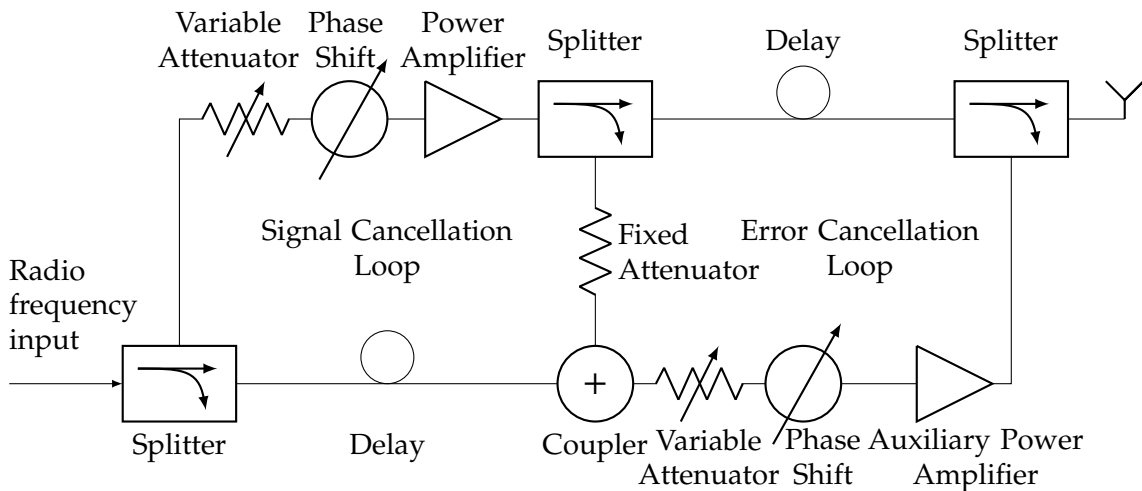 Variable
Attenuator
Phase
Shift
Power
Amplifier
Splitter
Delay
Splitter
Signal Cancellation
Loop
Fixed
Attenuator
Error Cancellation
Loop
Radio
frequency
input
+
Splitter
Delay
Coupler
Variable
Attenuator
Phase
Shift
Auxiliary Power
Amplifier